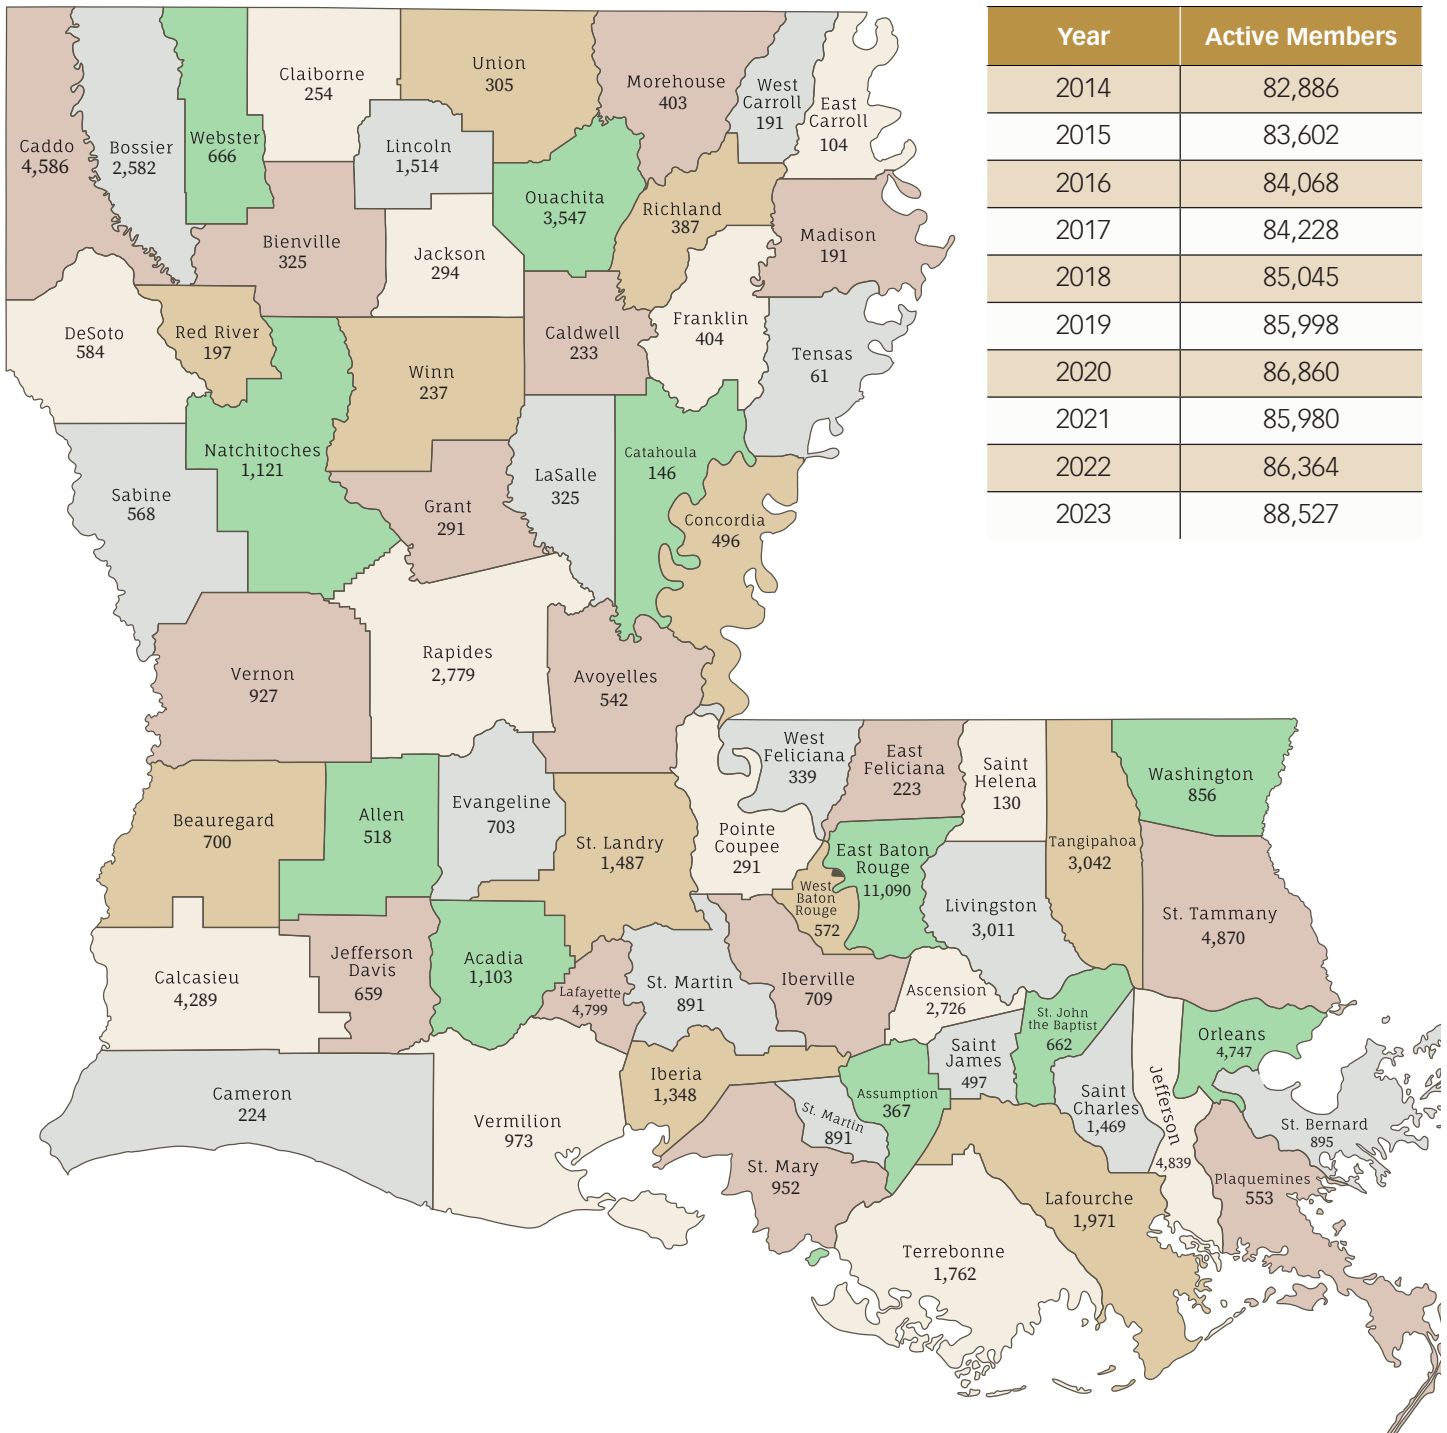 Year Active Members
2014 82,886
2015 83,602
2016 84,068
2017 84,228
2018 85,045
2019 85,998
2020 86,860
2021 85,980
2022 86,364
2023 88,527
Caddo
4,586
Bossier
2,582
Webster
666
Claiborne
254
Union
305
Lincoln
1,514
Morehouse
403
West
Carroll
191
East
Carroll
104
Ouachita
3,547
Richland
387
Madison
191
Bienville
325
Jackson
294
DeSoto
584
Red River
197
Winn
237
Caldwell
233
Franklin
404
Tensas
61
Natchitoches
1,121
Sabine
568
Grant
291
LaSalle
325
Catahoula
146
Concordia
496
Vernon
927
Rapides
2,779
Avoyelles
542
Beauregard
700
Allen
518
Evangeline
703
St. Landry
1,487
Pointe
Coupee
291
West
Feliciana
339
East
Feliciana
223
Saint
Helena
130
Tangipahoa
3,042
Washington
856
East Baton
Rouge
11,090
West
Baton
Rouge
572
Livingston
3,011
St. Tammany
4,870
Calcasieu
4,289
Jefferson
Davis
659
Acadia
1,103
Lafayette
4,799
St. Martin
891
Iberville
709
Ascension
2,726
St. John
the Baptist
662
Orleans
4,747
Saint
James
497
Cameron
224
Vermilion
973
Iberia
1,348
Assumption
367
St. Martin
891
Saint
Charles
1,469
Jefferson
4,839
St. Bernard
895
St. Mary
952
Plaquemines
553
Lafourche
1,971
Terrebonne
1,762